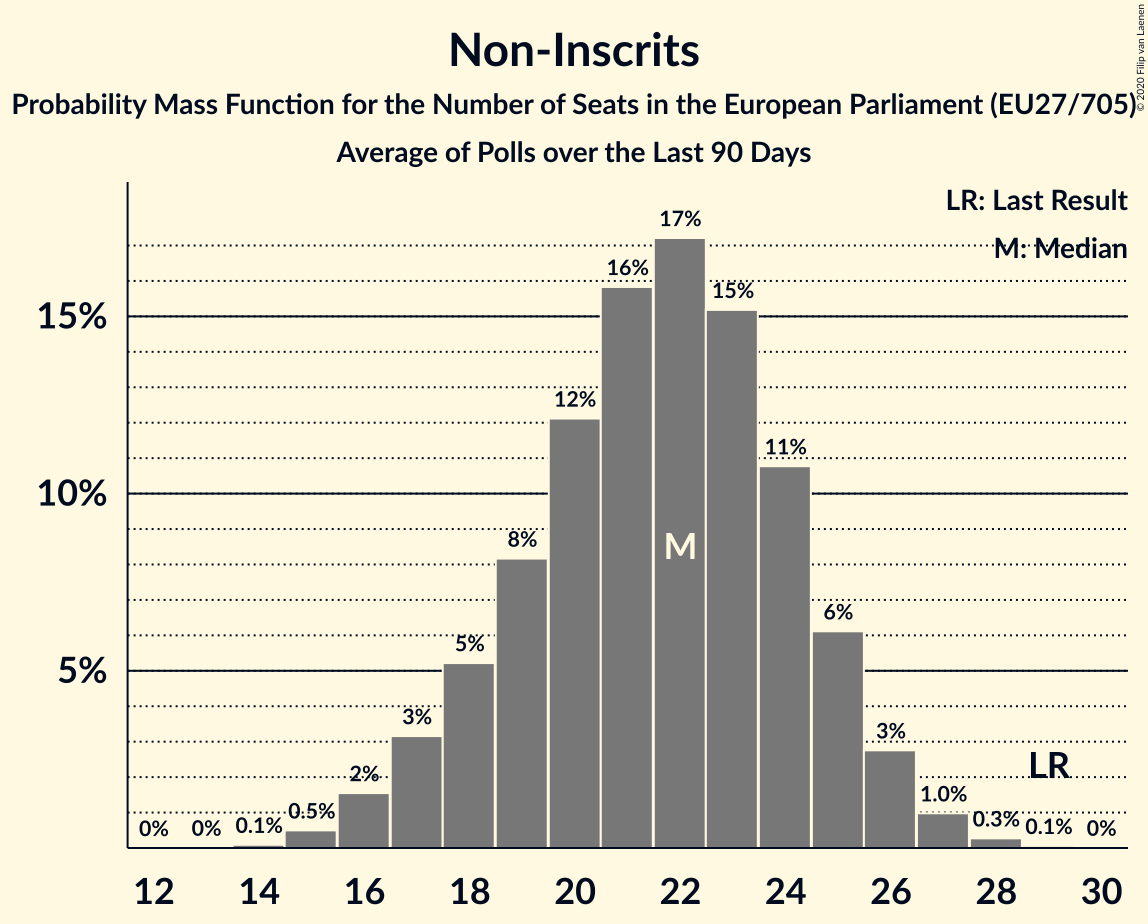 Non-Inscrits
Probability Mass Function for the Number of Seats in the European Parliament (EU27/705)
Average of Polls over the Last 90 Days
© 2020 Filip van Laenen
LR: Last Result
M: Median
17%
16%
15%
15%
12%
11%
10%
8%
M
6%
5%
5%
3%
3%
LR
2%
1.0%
0.5%
0.3%
0% 0% 0.1% 0.1% 0%
12 14 16 18 20 22 24 26 28 30